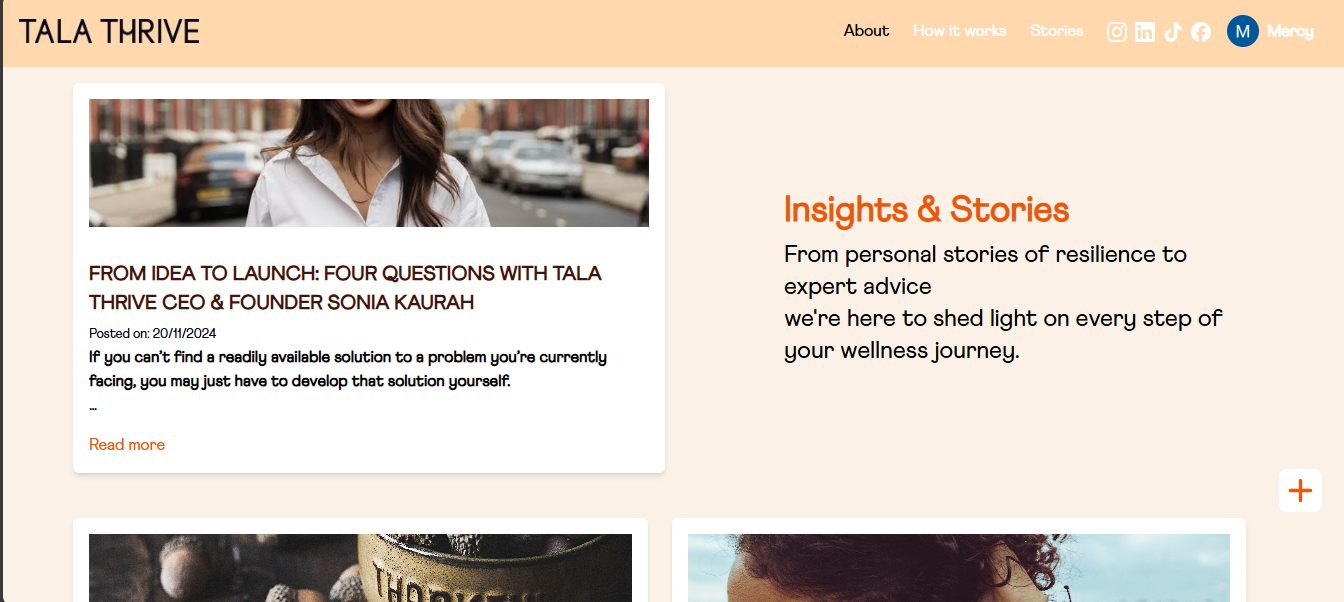 TALA THRIVE
About How it works Stories M Mercy
FROM IDEA TO LAUNCH: FOUR QUESTIONS WITH TALA
THRIVE CEO & FOUNDER SONIA KAURAH
Posted on: 20/11/2024
If you can’t find a readily available solution to a problem you’re currently
facing, you may just have to develop that solution yourself.
...
Read more
Insights & Stories
From personal stories of resilience to
expert advice
we're here to shed light on every step of
your wellness journey.